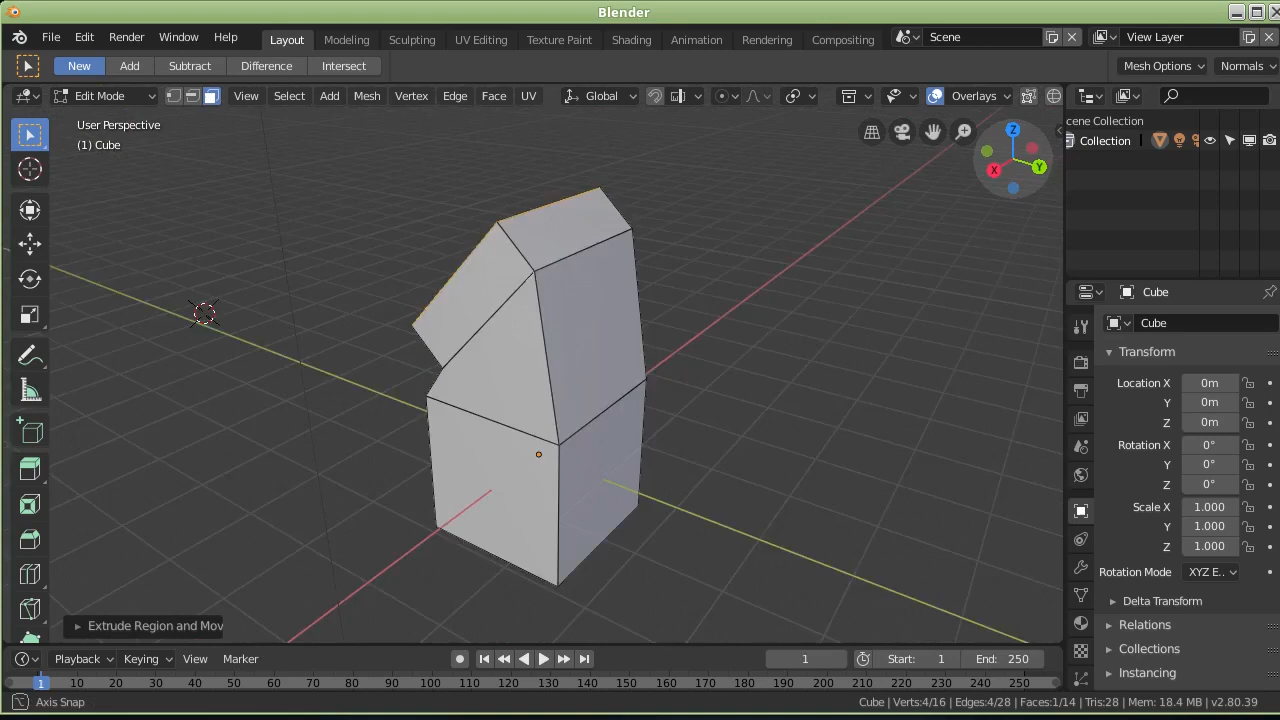 Blender
File Edit Render Window Help Layout Modeling Sculpting UV Editing Texture Paint Shading Animation Rendering Compositing Scene View Layer
New Add Subtract Difference Intersect Mesh Options Normals
Edit Mode View Select Add Mesh Vertex Edge Face UV Global Overlays
User Perspective
(1) Cube
Z
Y
X
cene Collection
Collection
Cube
Cube
Transform
Location X 0m
Y 0m
Z 0m
Rotation X 0°
Y 0°
Z 0°
Scale X 1.000
Y 1.000
Z 1.000
Rotation Mode XYZ E..
Delta Transform
Relations
Collections
Instancing
Extrude Region and Mov
Playback Keying View Marker 1 Start: 1 End: 250
1 10 20 30 40 50 60 70 80 90 100 110 120 130 140 150 160 170 180 190 200 210 220 230 240 250
Axis Snap Cube | Verts:4/16 | Edges:4/28 | Faces:1/14 | Tris:28 | Mem: 18.4 MB | v2.80.39